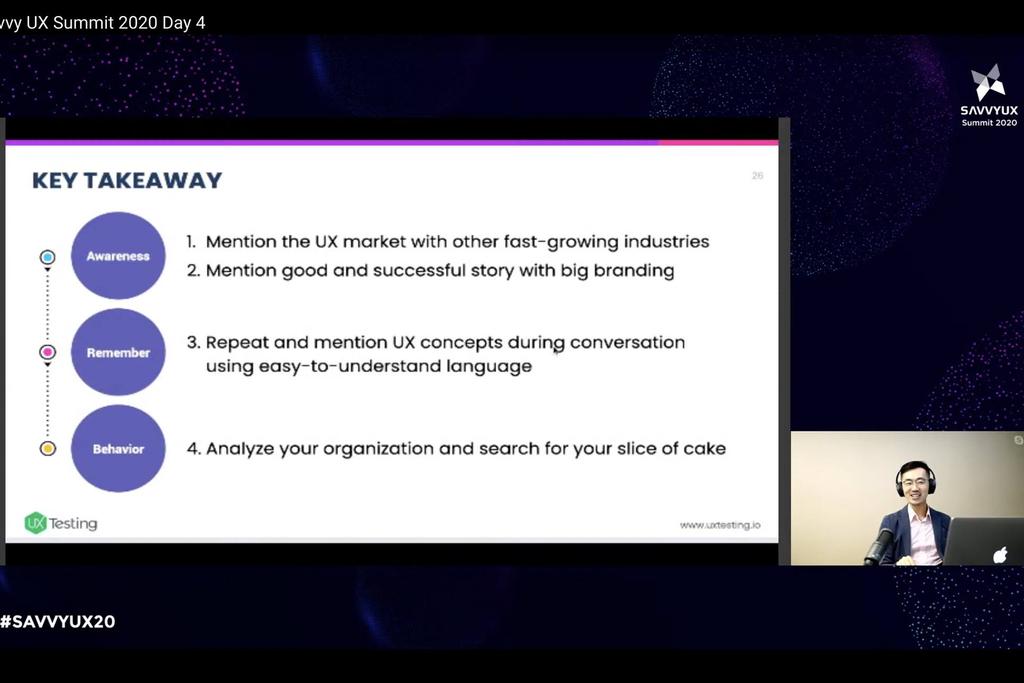 vvy UX Summit 2020 Day 4
SAVVYUX
Summit 2020
KEY TAKEAWAY
26
Awareness
1. Mention the UX market with other fast-growing industries
2. Mention good and successful story with big branding
Remember
3. Repeat and mention UX concepts during conversation
using easy-to-understand language
Behavior
4. Analyze your organization and search for your slice of cake
UX Testing
www.uxtesting.io
#SAVVYUX20